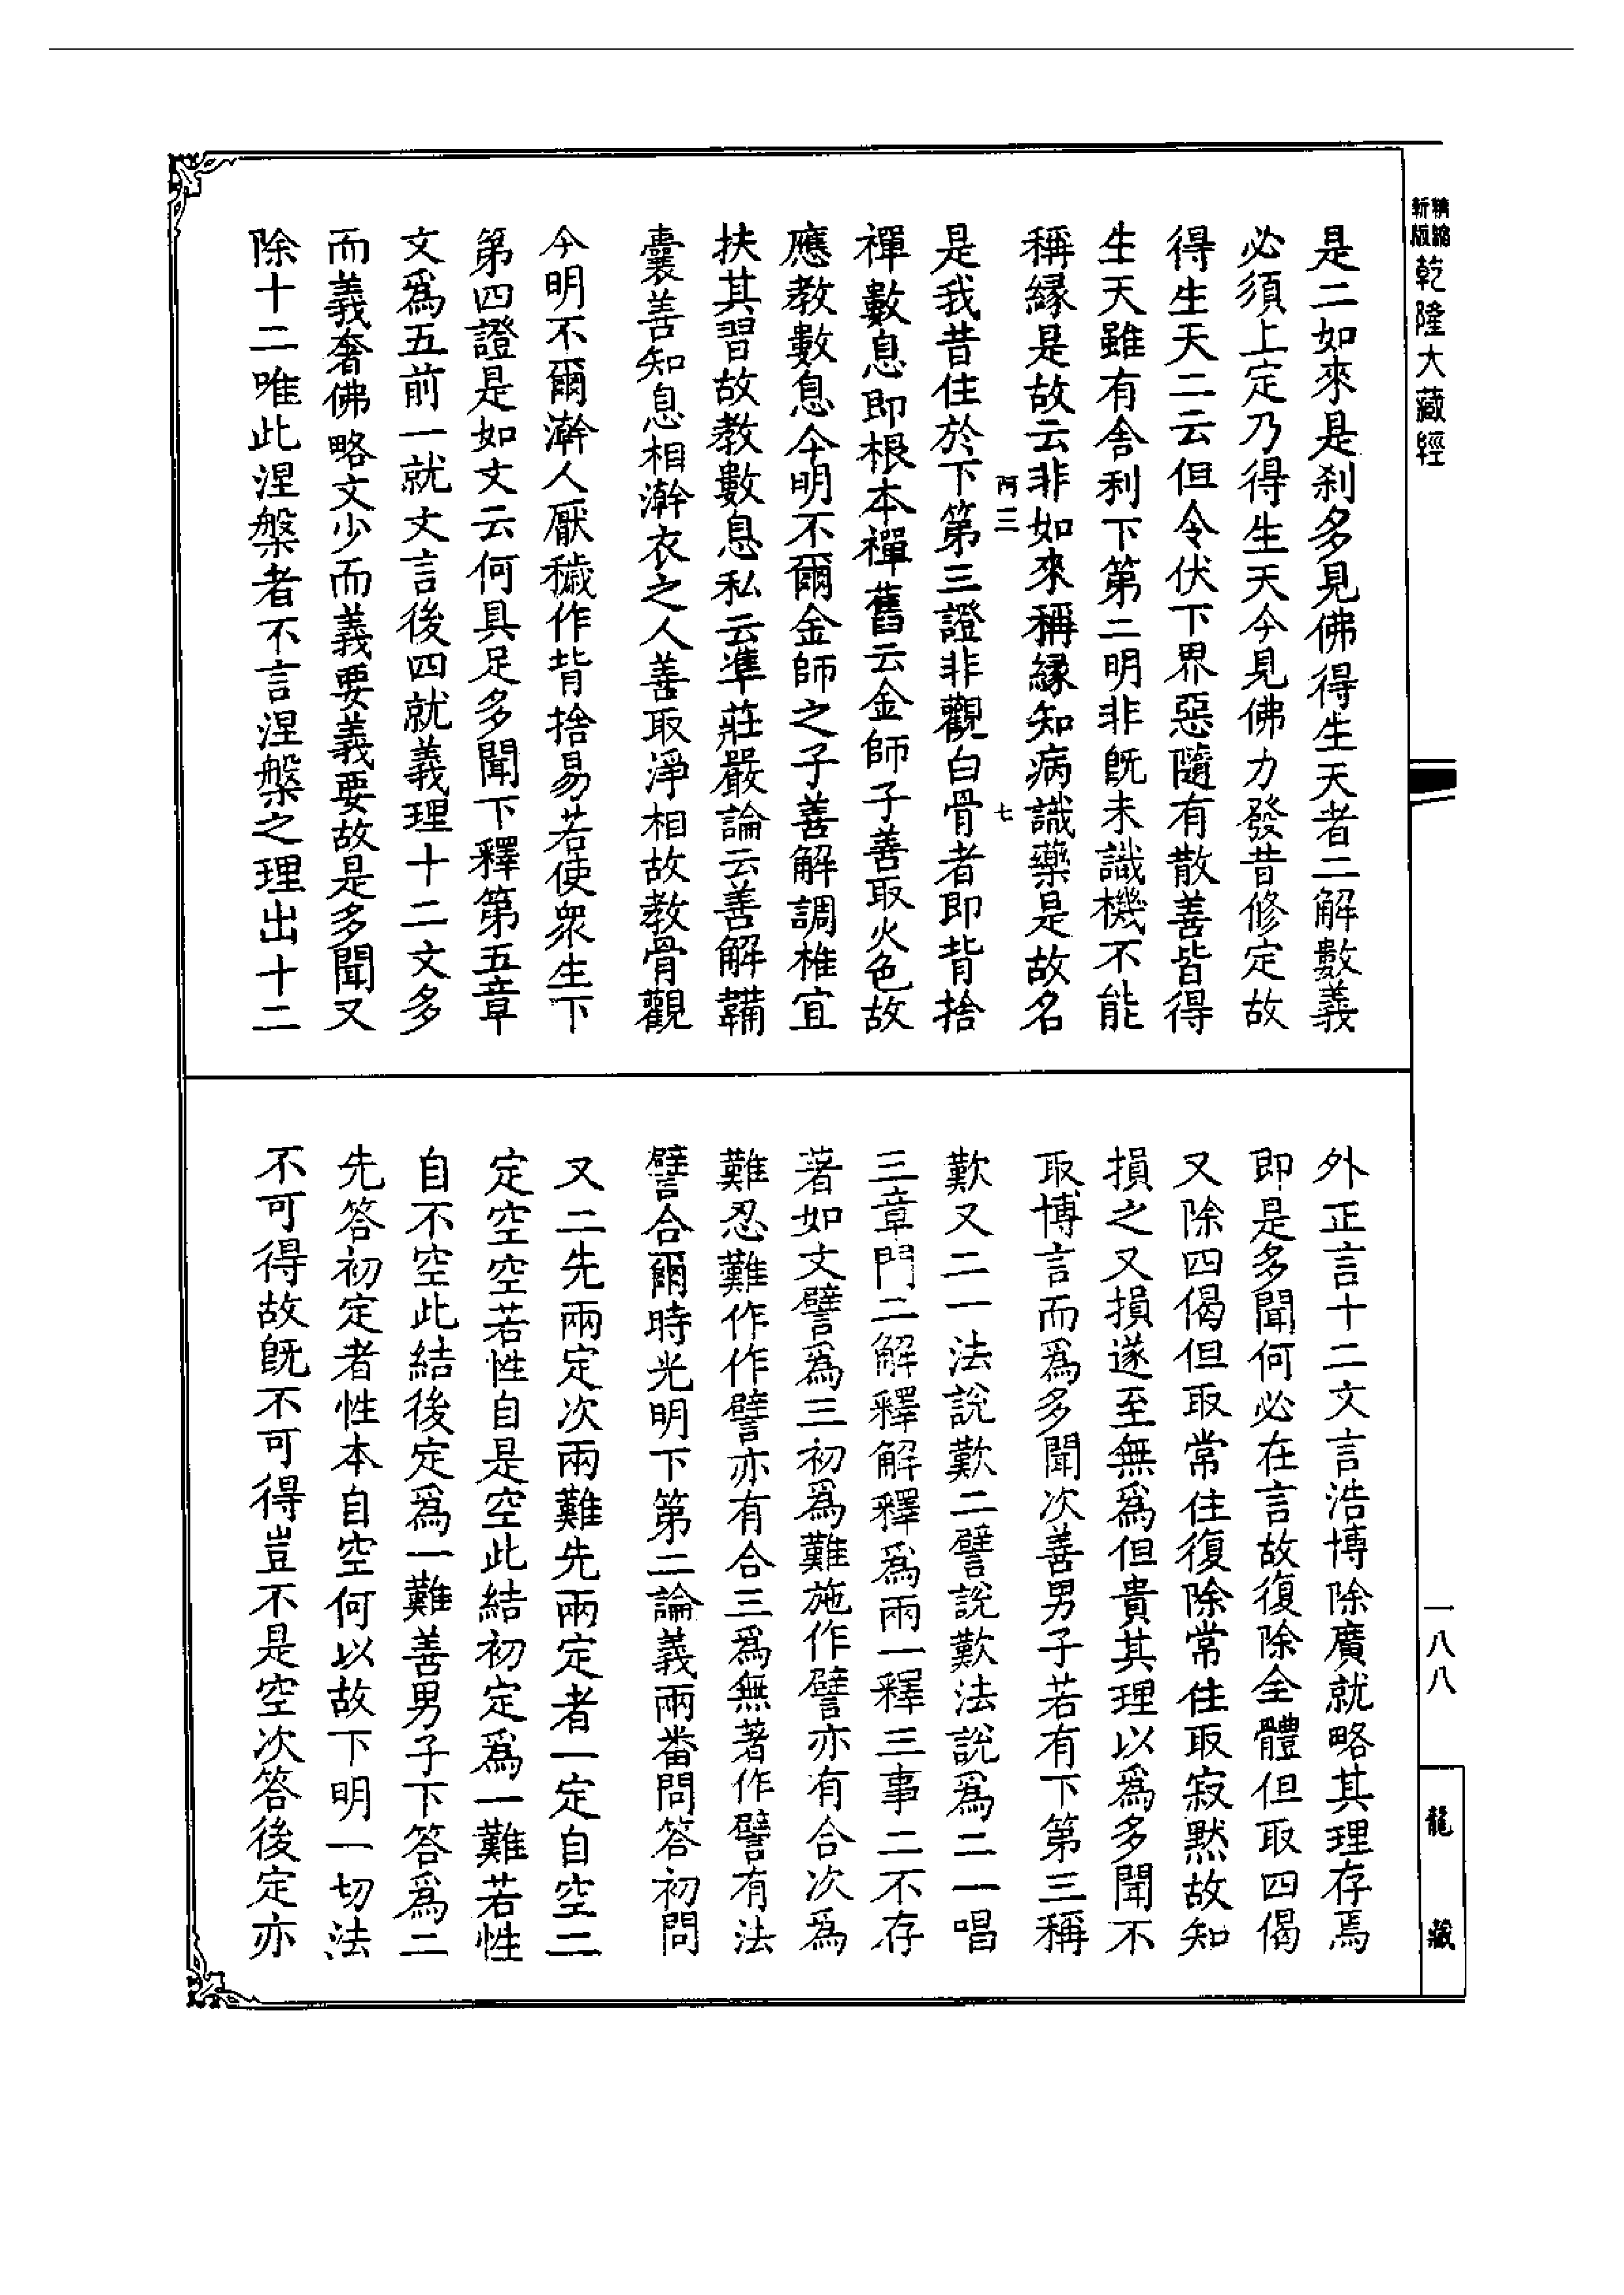 新版精縮
乾隆大藏經
是二如來是刹多見佛得生天者二解數義
必須上定乃得生天今見佛力發昔修定故
得生天二云但令伏下界惡隨有散善皆得
生天雖有舍利下第二明非旣未識機不能
稱緣是故云非如來稱緣知病識藥是故名
阿三
七
是我昔住於下第三證非觀白骨者即背捨
禪數息即根本禪舊云金師子善取火色故
應教數息今明不爾金師之子善解調椎宜
扶其習故教數息私云準莊嚴論云善解鞴
囊善知息相澣衣之人善取淨相故教骨觀
今明不爾澣人厭穢作背捨易若使衆生下
第四證是如文云何具足多聞下釋第五章
文爲五前一就文言後四就義理十二文多
而義奢佛略文少而義要義要故是多聞又
除十二唯此涅槃者不言涅槃之理出十二
外正言十二文言浩博除廣就略其理存焉
即是多聞何必在言故復除全體但取四偈
又除四偈但取常住復除常住取寂默故知
損之又損遂至無爲但貴其理以爲多聞不
取博言而爲多聞次善男子若有下第三稱
歎又二一法說歎二譬說歎法說爲二一唱
三章門二解釋解釋爲兩一釋三事二不存
著如文譬爲三初爲難施作譬亦有合次爲
難忍難作作譬亦有合三爲無著作譬有法
譬合爾時光明下第二論義兩番問答初問
又二先兩定次兩難先兩定者一定自空二
定空空若性自是空此結初定爲一難若性
自不空此結後定爲一難善男子下答爲二
先答初定者性本自空何以故下明一切法
不可得故旣不可得豈不是空次答後定亦
一八八
龍藏